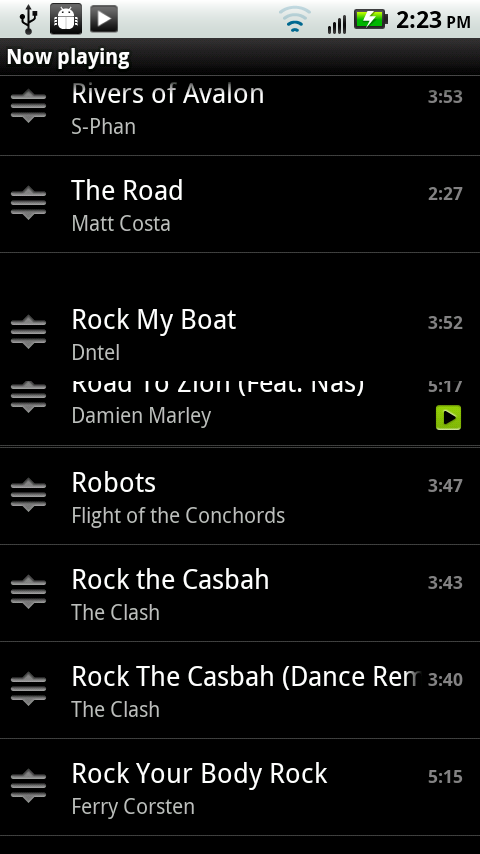 2:23 PM
Now playing
Rivers of Avalon 3:53
S-Phan
The Road 2:27
Matt Costa
Rock My Boat 3:52
Dntel
Road To Zion (Feat. Nas) 5:17
Damien Marley
Robots 3:47
Flight of the Conchords
Rock the Casbah 3:43
The Clash
Rock The Casbah (Dance Rem 3:40
The Clash
Rock Your Body Rock 5:15
Ferry Corsten